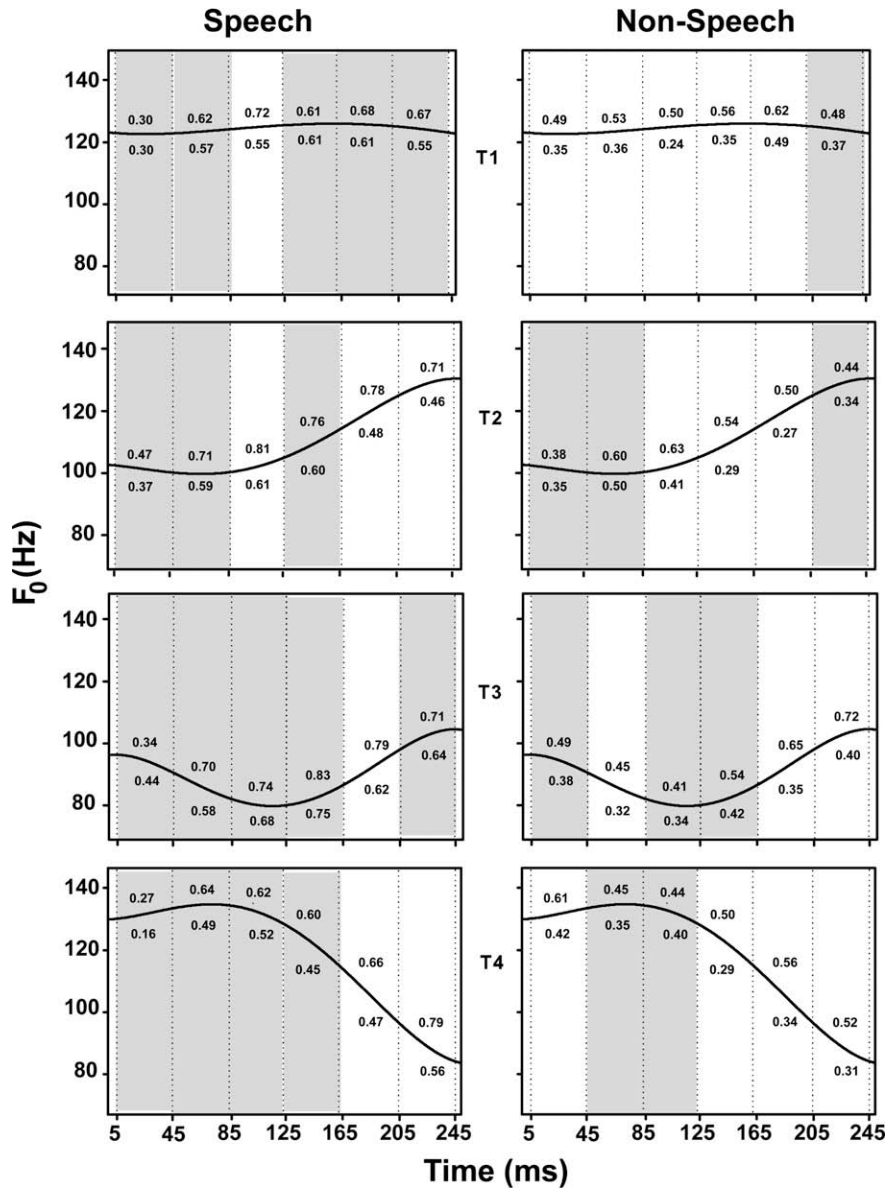 Speech Non-Speech
140
120
100
80
0.30 0.62 0.72 0.61 0.68 0.67
0.30 0.57 0.55 0.61 0.61 0.55
T1
0.49 0.53 0.50 0.56 0.62 0.48
0.35 0.36 0.24 0.35 0.49 0.37
140
120
100
80
0.47 0.71 0.81 0.76 0.78 0.71
0.37 0.59 0.61 0.60 0.48 0.46
T2
0.38 0.60 0.63 0.54 0.50 0.44
0.35 0.50 0.41 0.29 0.27 0.34
F0 (Hz)
140
120
100
80
0.34 0.70 0.74 0.83 0.79 0.71
0.44 0.58 0.68 0.75 0.62 0.64
T3
0.49 0.45 0.41 0.54 0.65 0.72
0.38 0.32 0.34 0.42 0.35 0.40
140
120
100
80
0.27 0.64 0.62 0.60 0.66 0.79
0.16 0.49 0.52 0.45 0.47 0.56
T4
0.61 0.45 0.44 0.50 0.56 0.52
0.42 0.35 0.40 0.29 0.34 0.31
5 45 85 125 165 205 245 5 45 85 125 165 205 245
Time (ms)